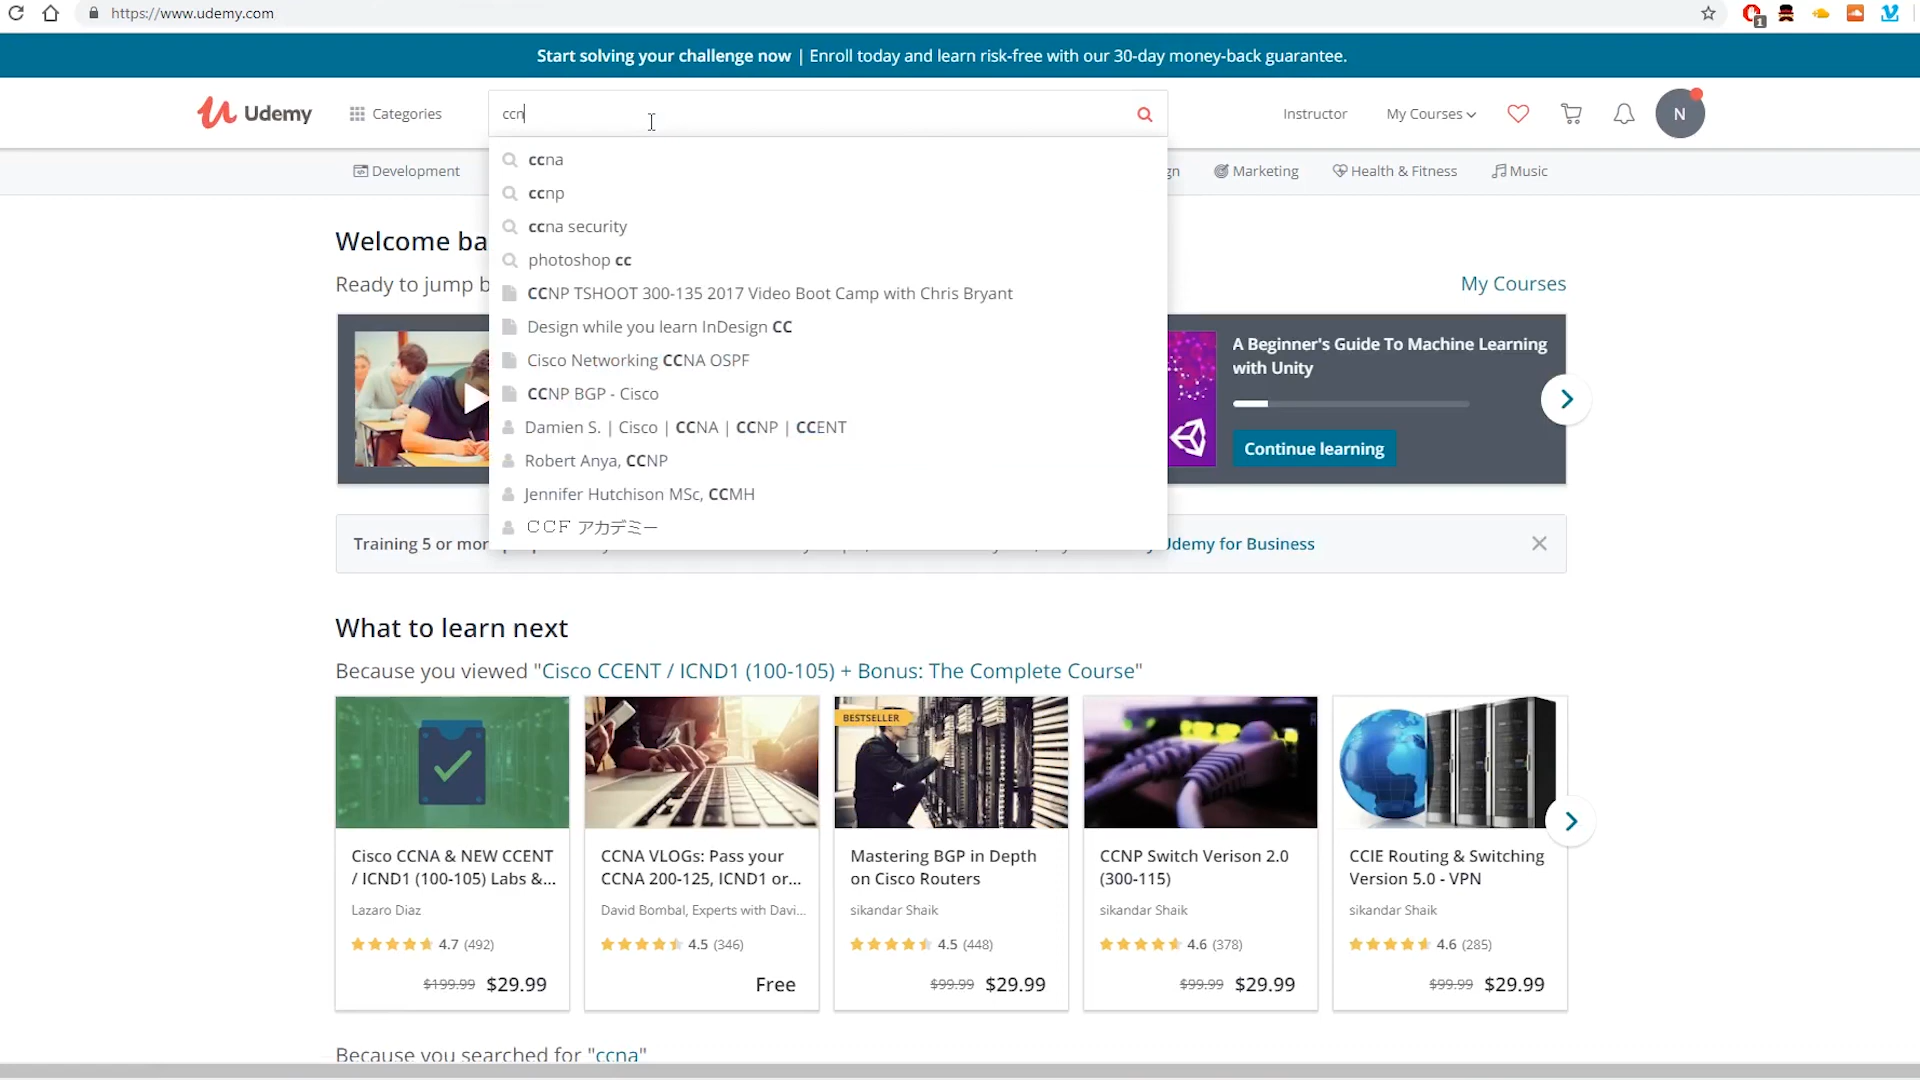 https://www.udemy.com
1
Start solving your challenge now | Enroll today and learn risk-free with our 30-day money-back guarantee.
Udemy
Categories
ccn
Instructor
My Courses
N
Development
Marketing
Health & Fitness
Music
ccna
ccnp
ccna security
photoshop cc
CCNP TSHOOT 300-135 2017 Video Boot Camp with Chris Bryant
Design while you learn InDesign CC
Cisco Networking CCNA OSPF
CCNP BGP - Cisco
Damien S. | Cisco | CCNA | CCNP | CCENT
Robert Anya, CCNP
Jennifer Hutchison MSc, CCMH
ＣＣＦ アカデミー
Welcome ba
Ready to jump b
My Courses
A Beginner's Guide To Machine Learning
with Unity
Continue learning
Training 5 or mor
Udemy for Business
What to learn next
Because you viewed "Cisco CCENT / ICND1 (100-105) + Bonus: The Complete Course"
Cisco CCNA & NEW CCENT
/ ICND1 (100-105) Labs &...
Lazaro Diaz
4.7 (492)
$199.99 $29.99
CCNA VLOGs: Pass your
CCNA 200-125, ICND1 or...
David Bombal, Experts with Davi...
4.5 (346)
Free
BESTSELLER
Mastering BGP in Depth
on Cisco Routers
sikandar Shaik
4.5 (448)
$99.99 $29.99
CCNP Switch Verison 2.0
(300-115)
sikandar Shaik
4.6 (378)
$99.99 $29.99
CCIE Routing & Switching
Version 5.0 - VPN
sikandar Shaik
4.6 (285)
$99.99 $29.99
Because you searched for "ccna"